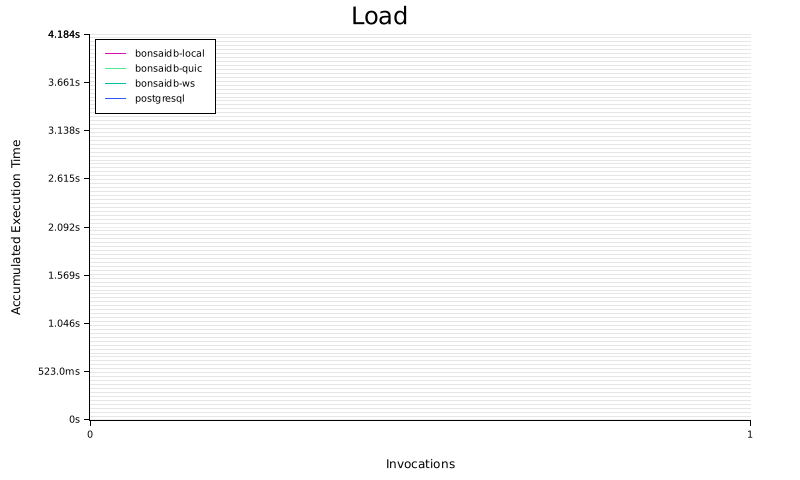 Load
4.184s
3.661s
3.138s
2.615s
2.092s
1.569s
1.046s
523.0ms
0s
bonsaidb-local
bonsaidb-quic
bonsaidb-ws
postgresql
Accumulated Execution Time
0
1
Invocations